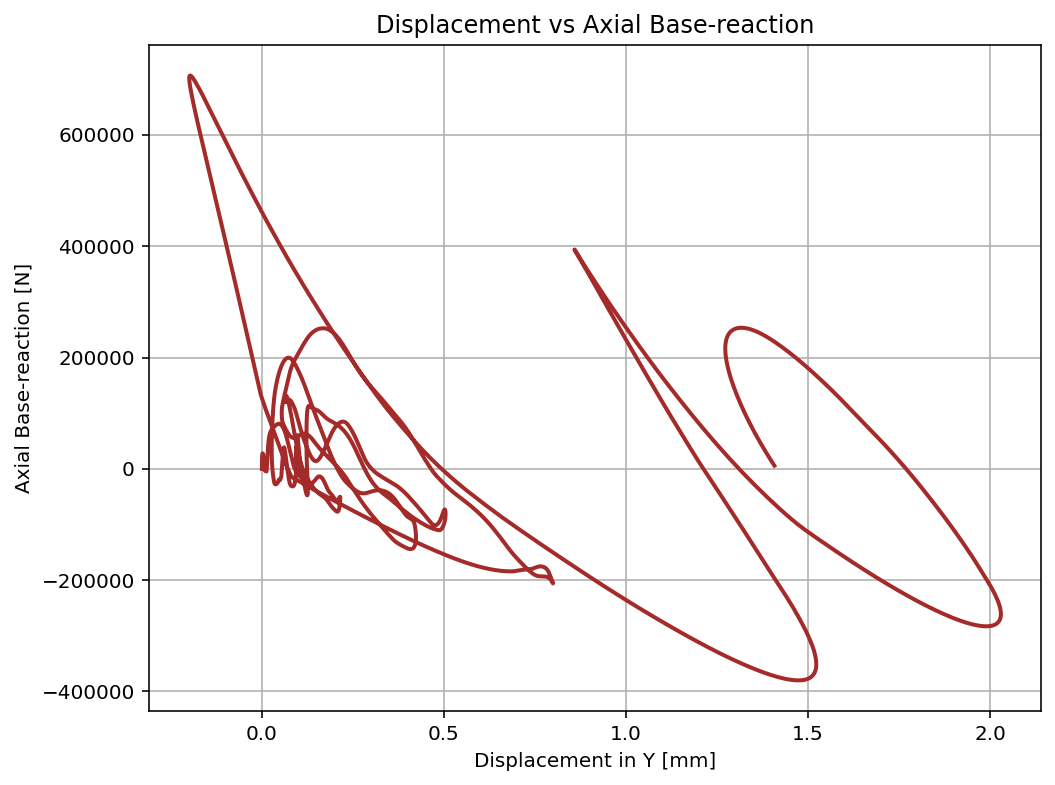 Displacement vs Axial Base-reaction
Axial Base-reaction [N]
600000
400000
200000
0
−200000
−400000
0.0 0.5 1.0 1.5 2.0
Displacement in Y [mm]